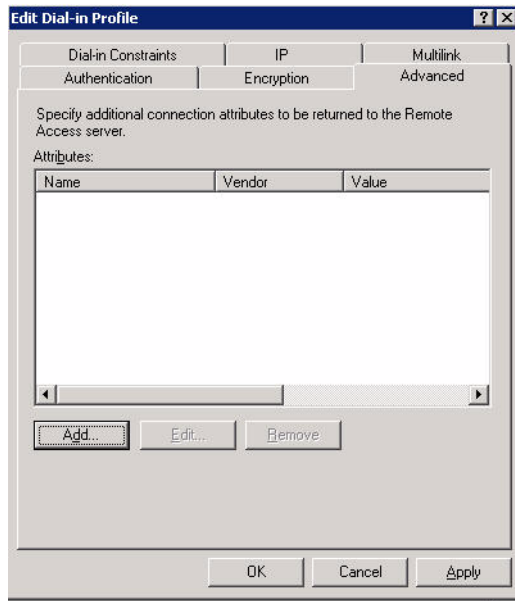 Edit Dial-in Profile
Dial-in Constraints IP Multilink
Authentication Encryption Advanced
Specify additional connection attributes to be returned to the Remote
Access server.
Attributes:
Name Vendor Value
Add... Edit... Remove
OK Cancel Apply